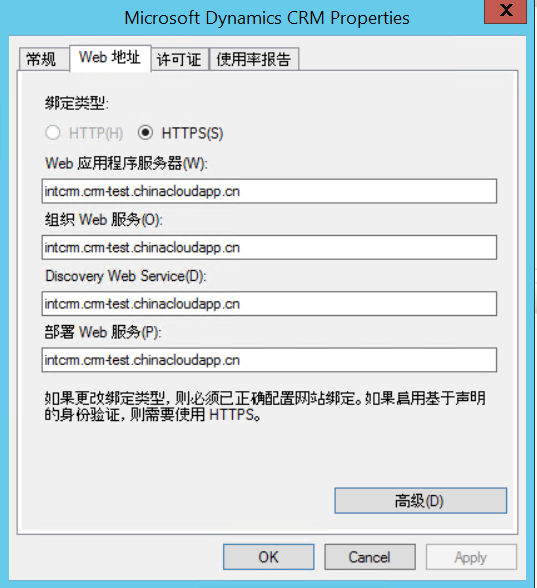 Microsoft Dynamics CRM Properties
常规 Web 地址 许可证 使用率报告
绑定类型:
HTTP(H) HTTPS(S)
Web 应用程序服务器(W):
intcrm.crm-test.chinacloudapp.cn
组织 Web 服务(O):
intcrm.crm-test.chinacloudapp.cn
Discovery Web Service(D):
intcrm.crm-test.chinacloudapp.cn
部署 Web 服务(P):
intcrm.crm-test.chinacloudapp.cn
如果更改绑定类型，则必须已正确配置网站绑定。如果启用基于声明
的身份验证，则需要使用 HTTPS。
高级(D)
OK Cancel Apply